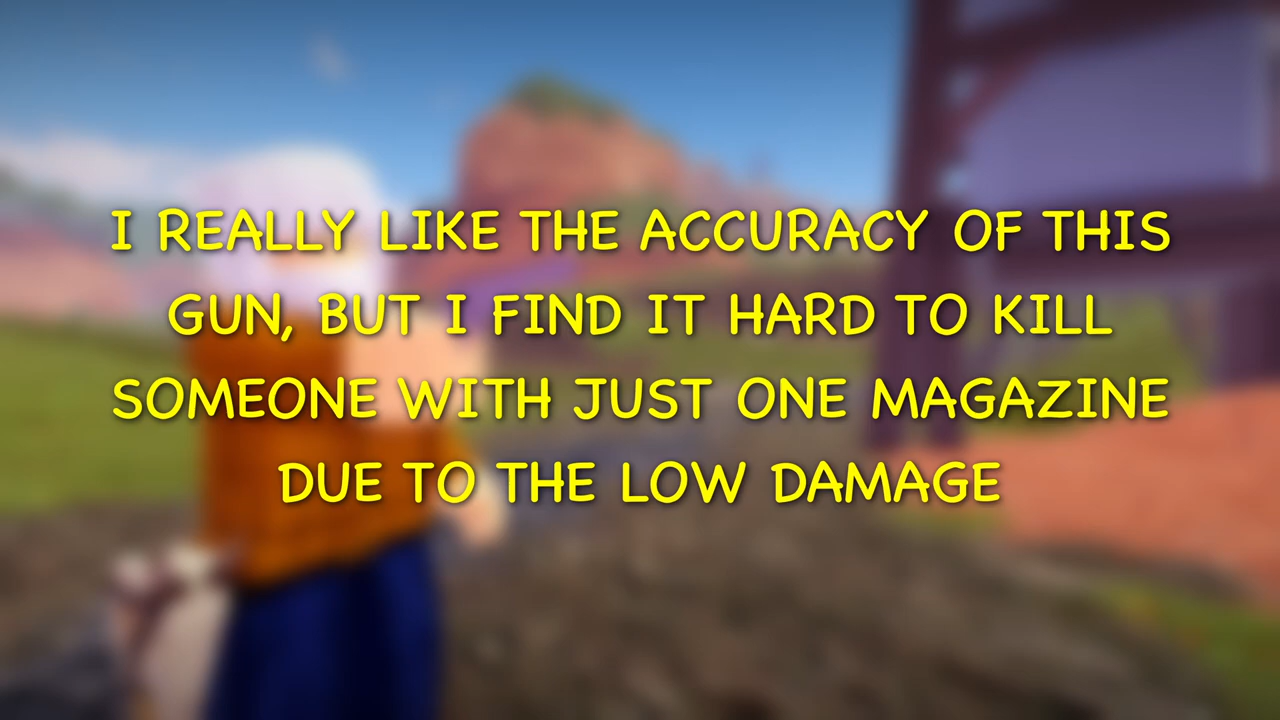 I REALLY LIKE THE ACCURACY OF THIS
GUN, BUT I FIND IT HARD TO KILL
SOMEONE WITH JUST ONE MAGAZINE
DUE TO THE LOW DAMAGE